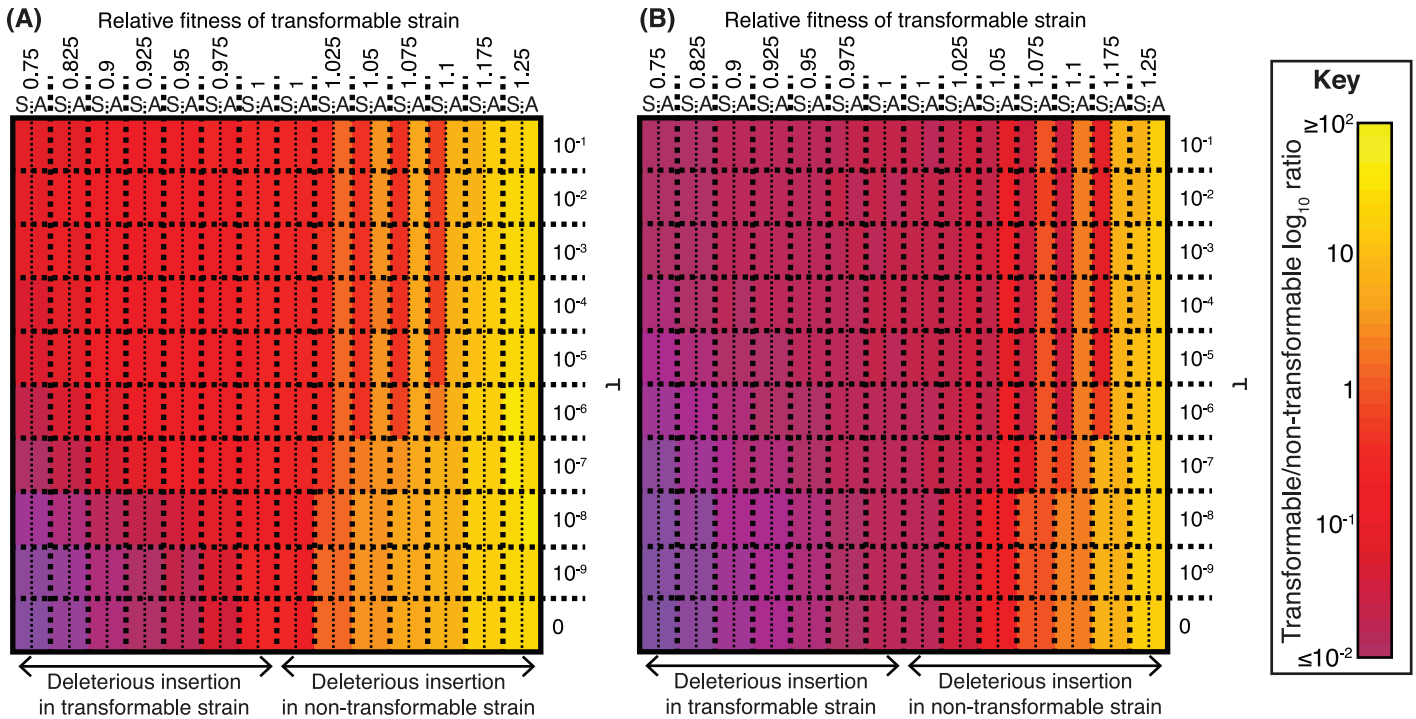 (A)
Relative fitness of transformable strain
0.75 0.825 0.9 0.925 0.95 0.975 1 1 1.025 1.05 1.075 1.1 1.175 1.25
S A S A S A S A S A S A S A S A S A S A S A S A S A S A
10-1
10-2
10-3
10-4
10-5
10-6
10-7
10-8
10-9
0
τ
Deleterious insertion
in transformable strain
Deleterious insertion
in non-transformable strain
(B)
Relative fitness of transformable strain
0.75 0.825 0.9 0.925 0.95 0.975 1 1 1.025 1.05 1.075 1.1 1.175 1.25
S A S A S A S A S A S A S A S A S A S A S A S A S A S A
10-1
10-2
10-3
10-4
10-5
10-6
10-7
10-8
10-9
0
τ
Deleterious insertion
in transformable strain
Deleterious insertion
in non-transformable strain
Key
Transformable/non-transformable log10 ratio
≥102
10
1
10-1
≤10-2